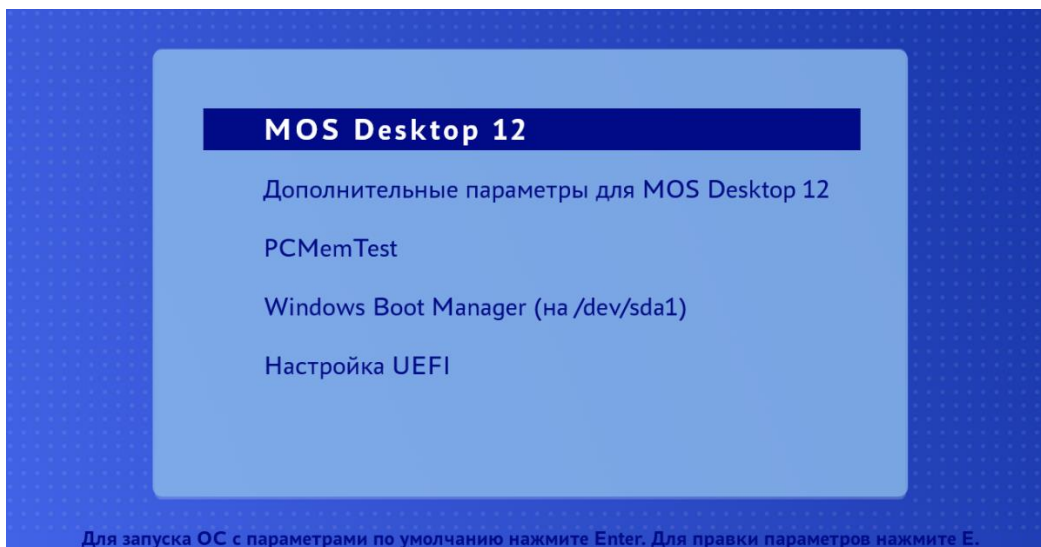 MOS Desktop 12
Дополнительные параметры для MOS Desktop 12
PCMemTest
Windows Boot Manager (на /dev/sda1)
Настройка UEFI
Для запуска ОС с параметрами по умолчанию нажмите Enter. Для правки параметров нажмите E.